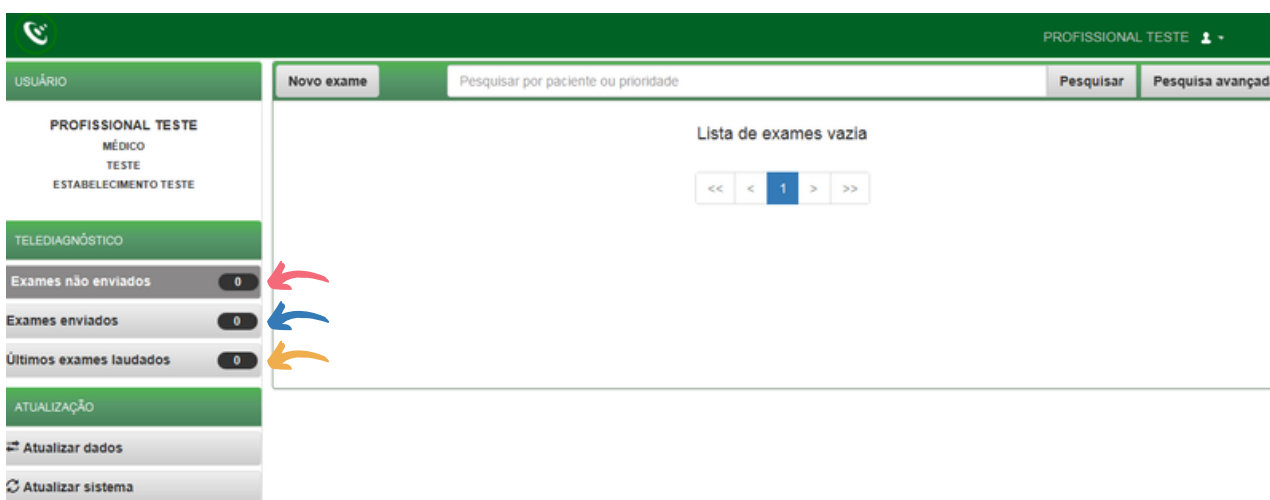 PROFISSIONAL TESTE
USUÁRIO
Novo exame
Pesquisar por paciente ou prioridade
Pesquisar
Pesquisa avançad
PROFISSIONAL TESTE
MÉDICO
TESTE
ESTABELECIMENTO TESTE
Lista de exames vazia
<< < 1 > >>
TELEDIAGNÓSTICO
Exames não enviados 0
Exames enviados 0
Últimos exames laudados 0
ATUALIZAÇÃO
Atualizar dados
Atualizar sistema